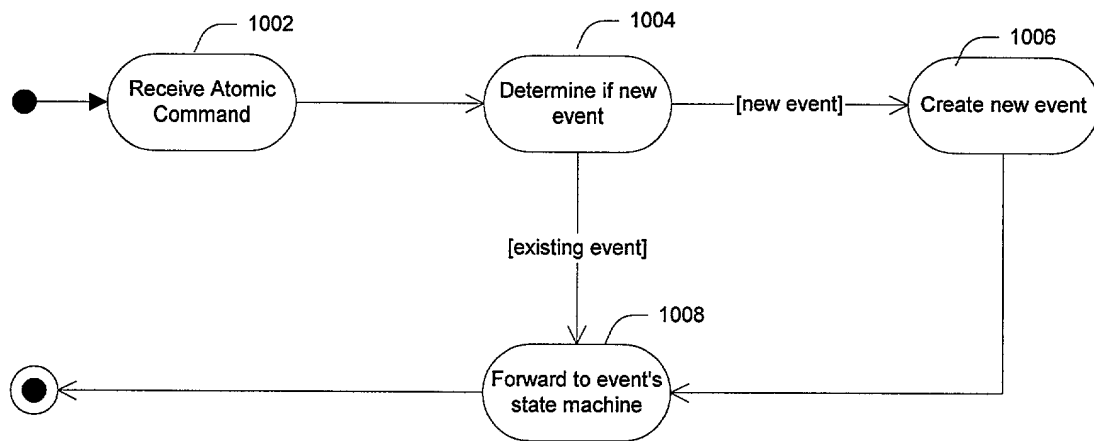 1002
1004
1006
Receive Atomic
Command
Determine if new
event
[new event]
Create new event
[existing event]
1008
Forward to event's
state machine